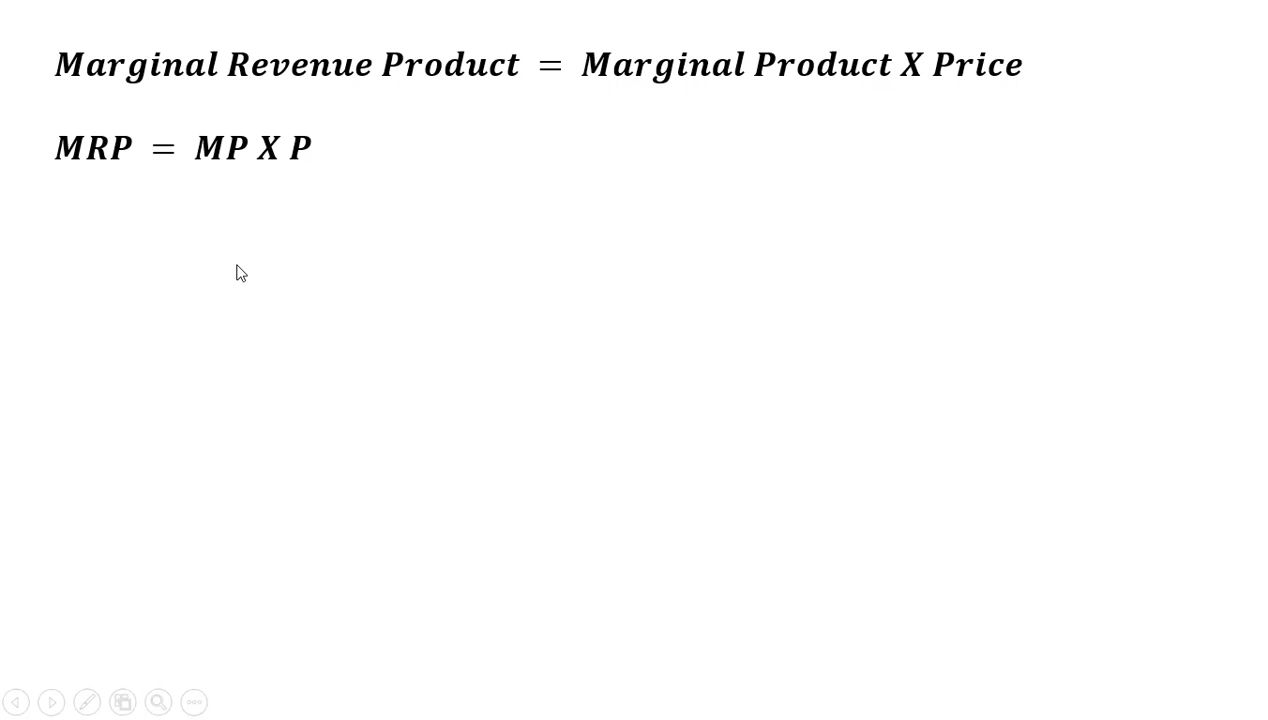 Marginal Revenue Product = Marginal Product X Price
MRP = MP X P